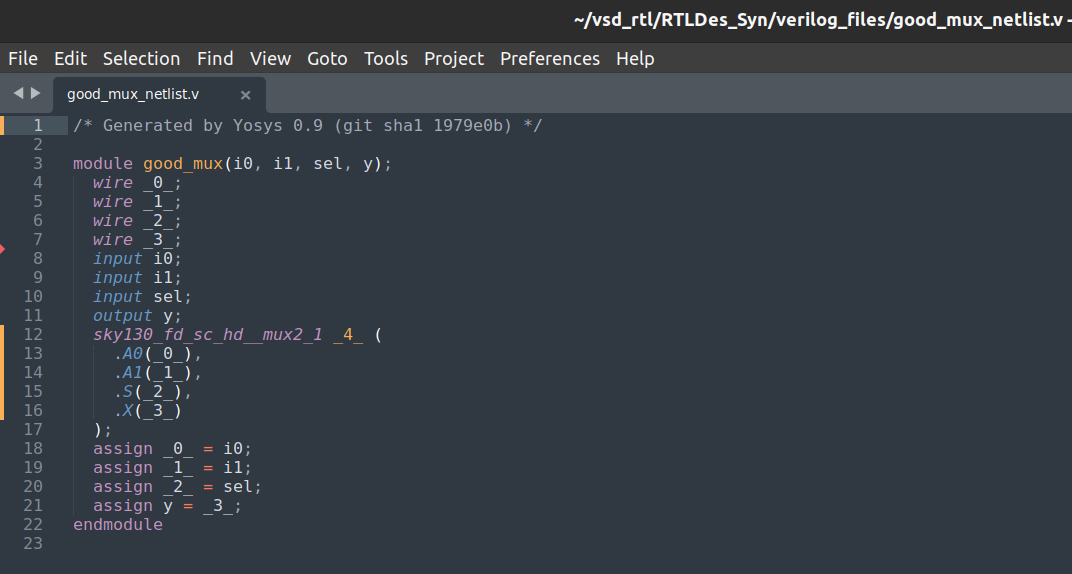 ~/vsd_rtl/RTLDes_Syn/verilog_files/good_mux_netlist.v -
File Edit Selection Find View Goto Tools Project Preferences Help
good_mux_netlist.v ×
1 /* Generated by Yosys 0.9 (git sha1 1979e0b) */
2
3 module good_mux(i0, i1, sel, y);
4   wire _0_;
5   wire _1_;
6   wire _2_;
7   wire _3_;
8   input i0;
9   input i1;
10   input sel;
11   output y;
12   sky130_fd_sc_hd__mux2_1 _4_ (
13     .A0(_0_),
14     .A1(_1_),
15     .S(_2_),
16     .X(_3_)
17   );
18   assign _0_ = i0;
19   assign _1_ = i1;
20   assign _2_ = sel;
21   assign y = _3_;
22 endmodule
23